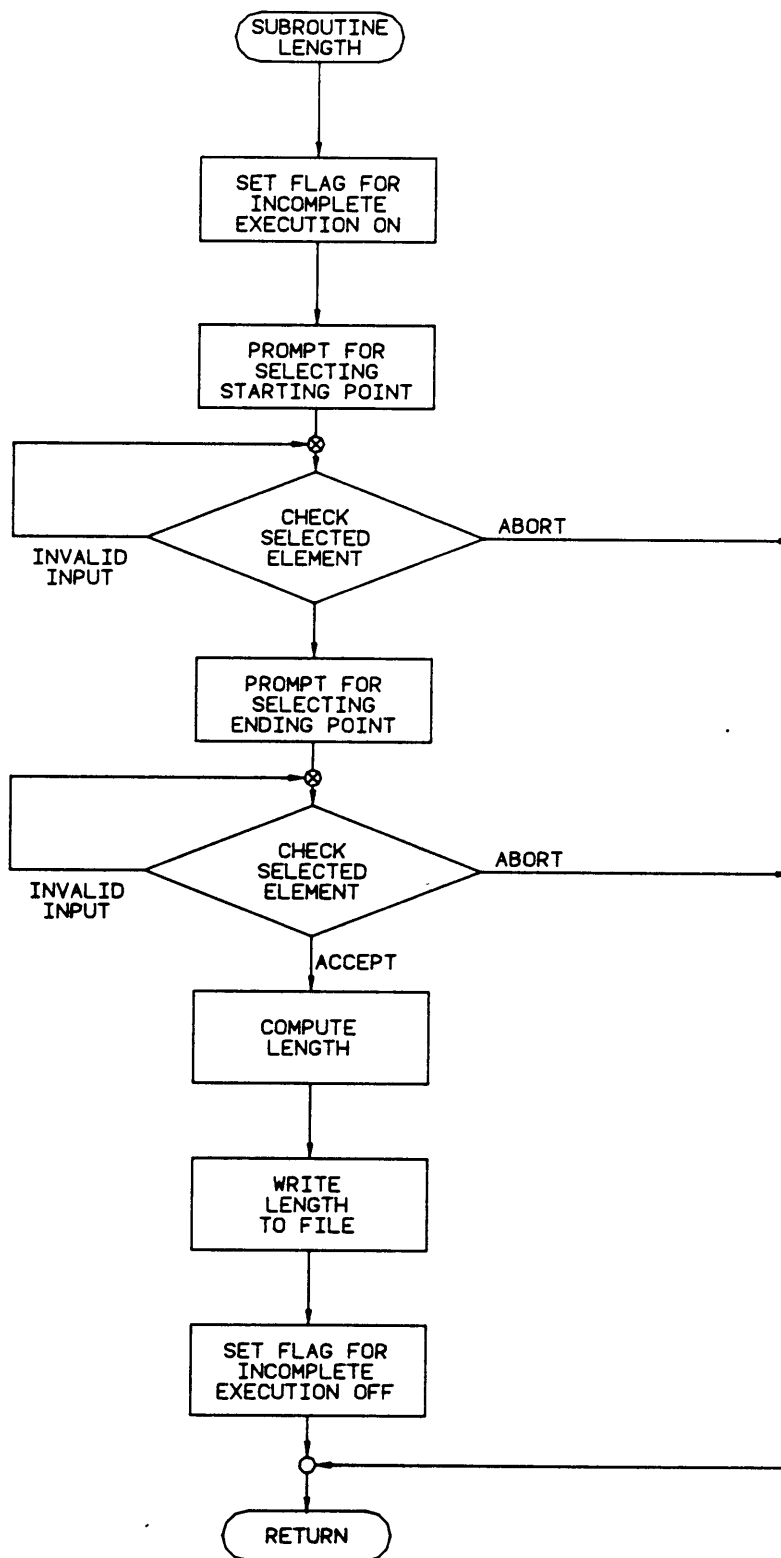 SUBROUTINE
LENGTH
SET FLAG FOR
INCOMPLETE
EXECUTION ON
PROMPT FOR
SELECTING
STARTING POINT
CHECK
SELECTED
ELEMENT
ABORT
INVALID
INPUT
PROMPT FOR
SELECTING
ENDING POINT
CHECK
SELECTED
ELEMENT
ABORT
INVALID
INPUT
ACCEPT
COMPUTE
LENGTH
WRITE
LENGTH
TO FILE
SET FLAG FOR
INCOMPLETE
EXECUTION OFF
RETURN